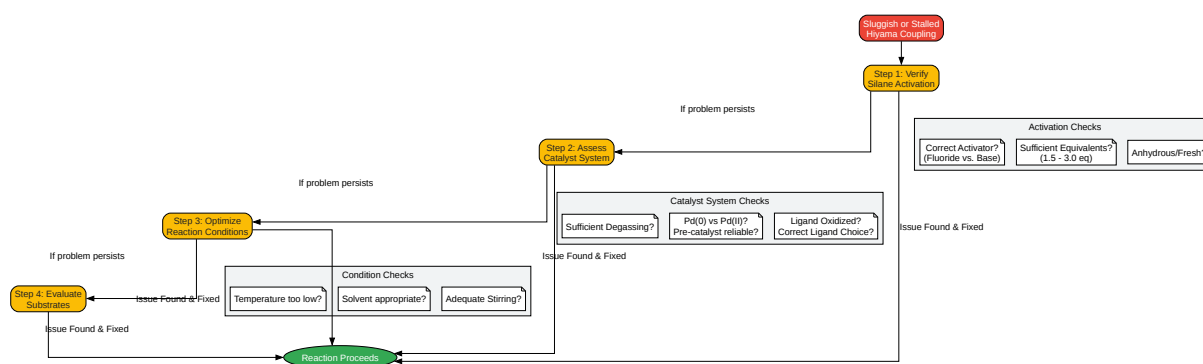 Sluggish or Stalled
Hiyama Coupling
Step 1: Verify
Silane Activation
If problem persists
Activation Checks
Correct Activator?
(Fluoride vs. Base)
Sufficient Equivalents?
(1.5 - 3.0 eq)
Anhydrous/Fresh?
Step 2: Assess
Catalyst System
If problem persists
Catalyst System Checks
Sufficient Degassing?
Pd(0) vs Pd(II)?
Pre-catalyst reliable?
Ligand Oxidized?
Correct Ligand Choice?
Issue Found & Fixed
Step 3: Optimize
Reaction Conditions
If problem persists
Issue Found & Fixed
Condition Checks
Temperature too low?
Solvent appropriate?
Adequate Stirring?
Step 4: Evaluate
Substrates
Issue Found & Fixed
Issue Found & Fixed
Reaction Proceeds